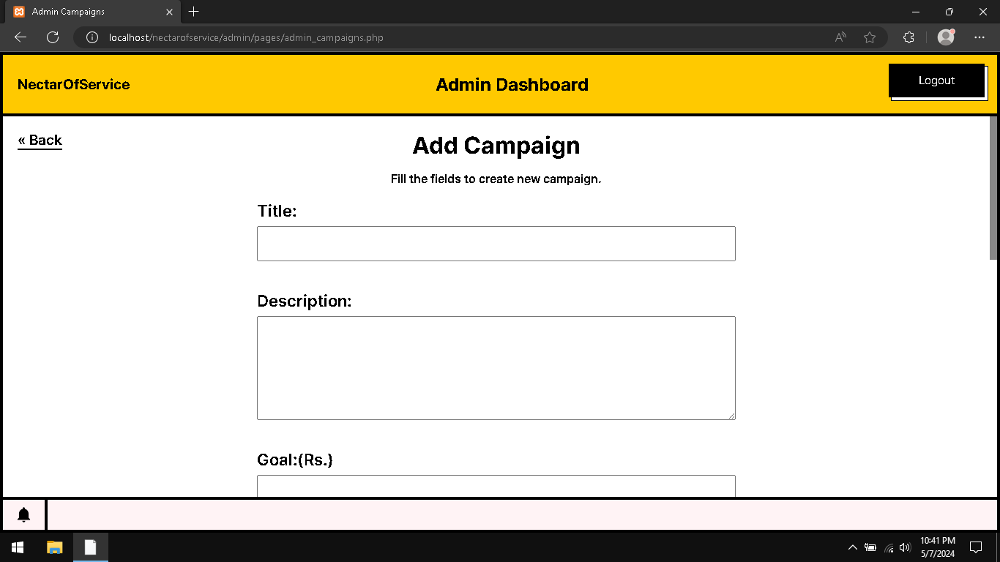 Admin Campaigns
localhost/nectarofservice/admin/pages/admin_campaigns.php
NectarOfService
Admin Dashboard
Logout
« Back
Add Campaign
Fill the fields to create new campaign.
Title:
Description:
Goal:(Rs.)
10:41 PM
5/7/2024